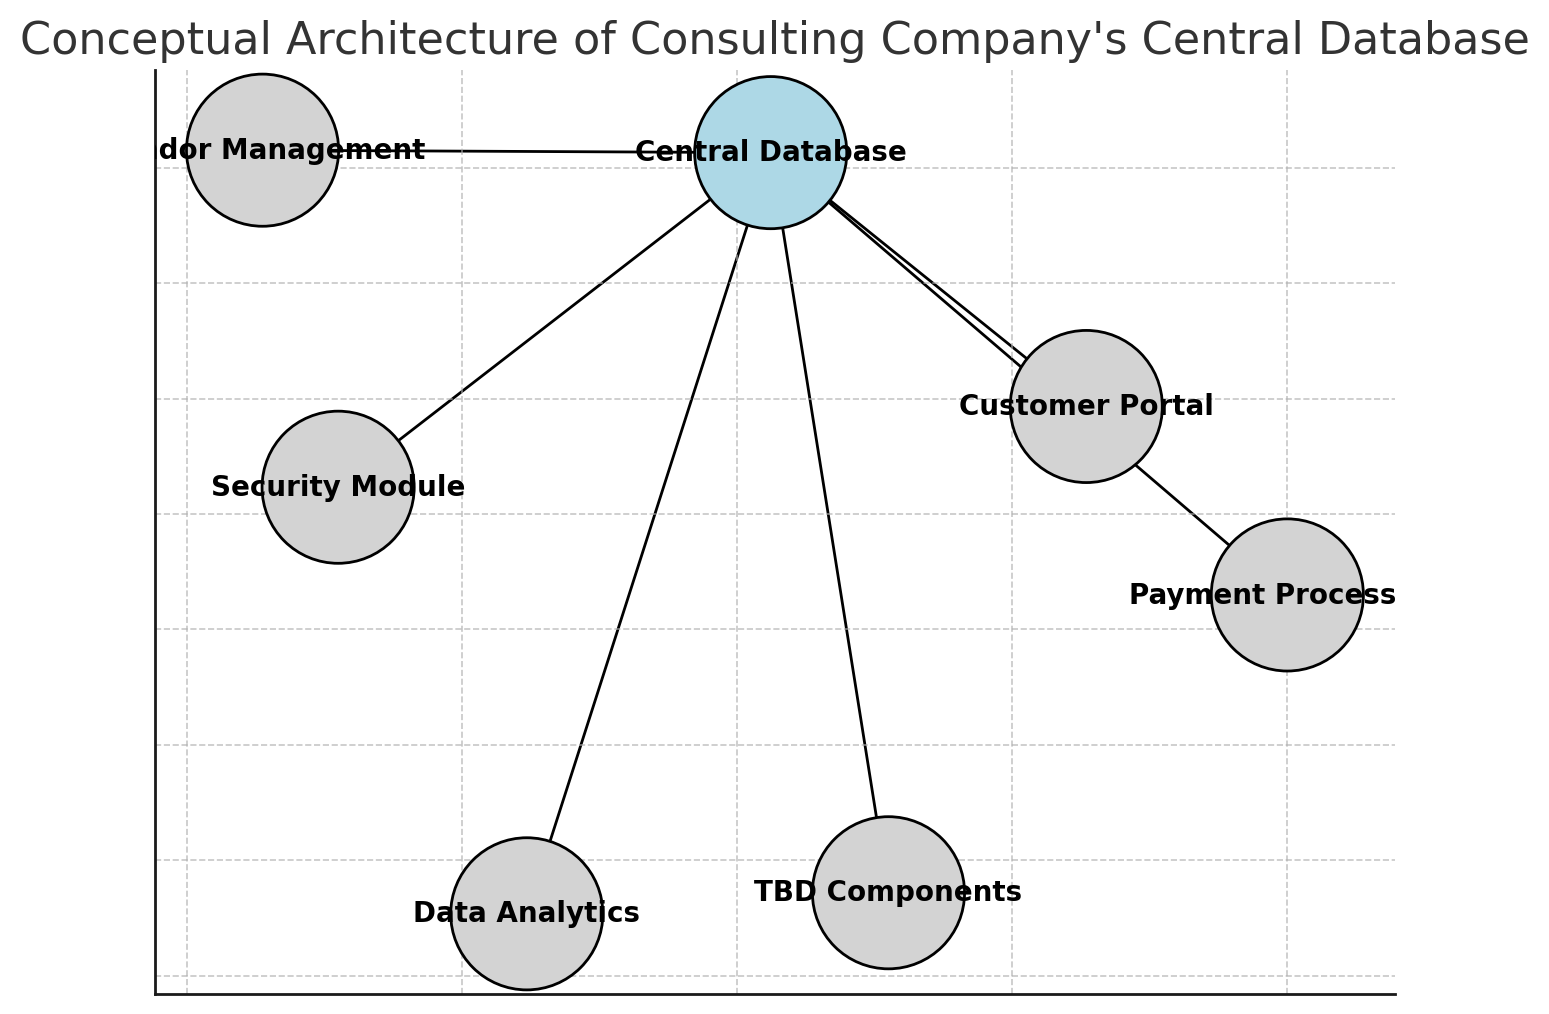 Conceptual Architecture of Consulting Company's Central Database
dor Management
Central Database
Customer Portal
Security Module
Payment Process
TBD Components
Data Analytics